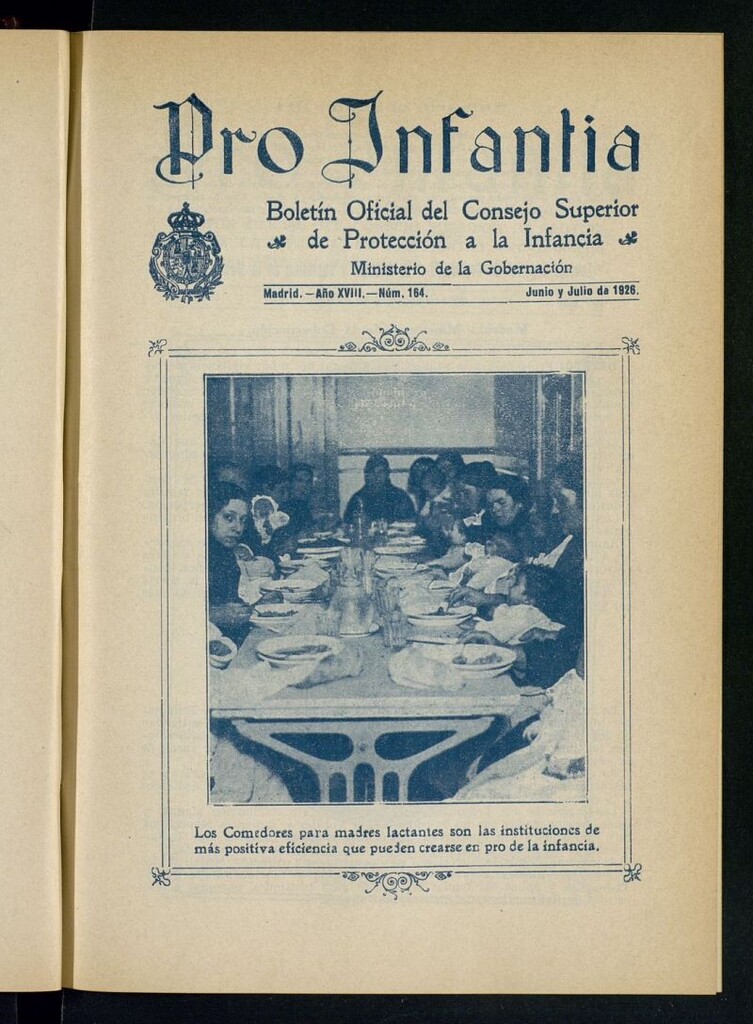 Pro Infantia
Boletín Oficial del Consejo Superior
de Protección a la Infancia
Ministerio de la Gobernación
Madrid.—Año XVIII.—Núm. 164.
Junio y Julio da 1926.
Los Comedores para madres lactantes son las instituciones de
más positiva eficiencia que pueden crearse en pro de la infancia.